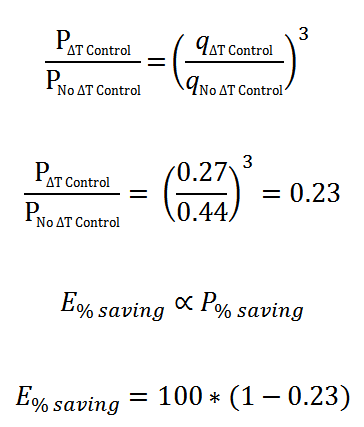 P_ΔT Control / P_No ΔT Control = (q_ΔT Control / q_No ΔT Control)^3
P_ΔT Control / P_No ΔT Control = (0.27 / 0.44)^3 = 0.23
E_% saving ∝ P_% saving
E_% saving = 100 * (1 − 0.23)